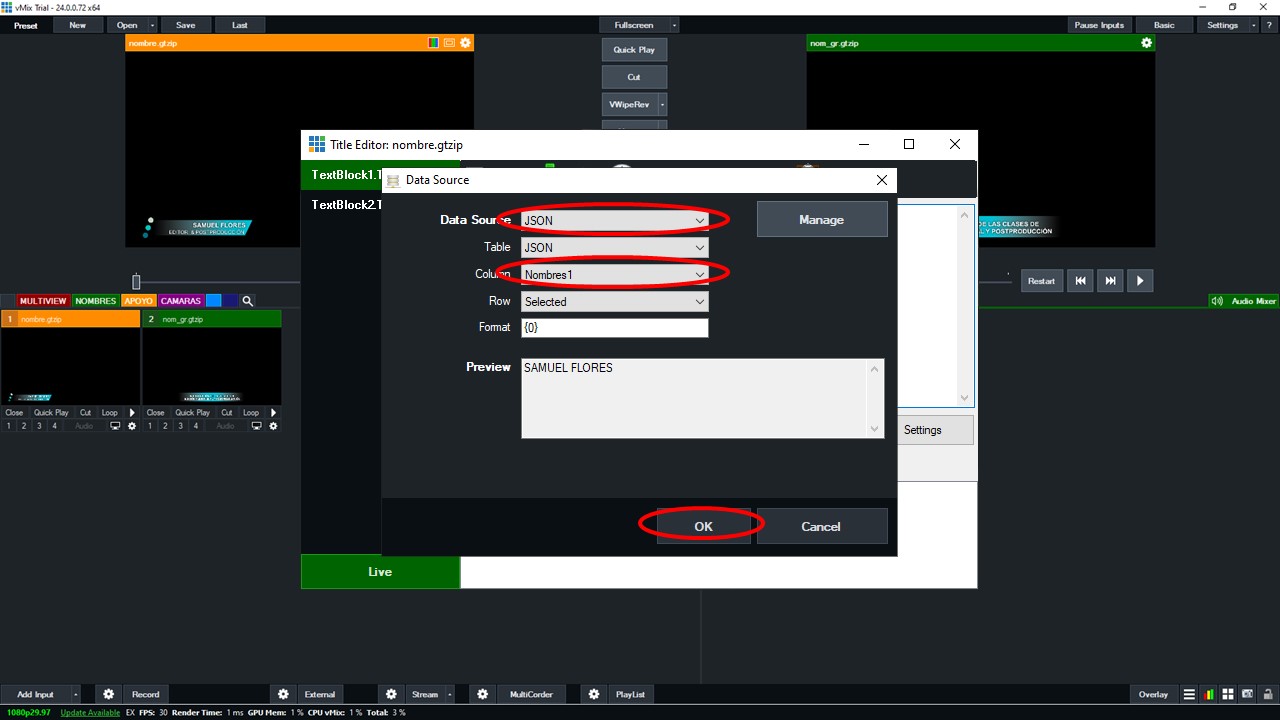 vMix Trial - 24.0.0.72 x64
Preset New Open Save Last Fullscreen Pause Inputs Basic Settings ?
nombre.gtzip
nom_gr.gtzip
Quick Play
Cut
VWipeRev
Title Editor: nombre.gtzip
TextBlock1.T
TextBlock2.T
Data Source
Data Source JSON Manage
Table JSON
Column Nombres1
Row Selected
Format {0}
Preview SAMUEL FLORES
Settings
OK Cancel
Live
SAMUEL FLORES
EDITOR & POSTPRODUCCIÓN
DE LAS CLASES DE
Y POSTPRODUCCIÓN
Restart
MULTIVIEW NOMBRES APOYO CAMARAS
Audio Mixer
1 nombre.gtzip 2 nom_gr.gtzip
Close Quick Play Cut Loop Close Quick Play Cut Loop
1 2 3 4 Audio 1 2 3 4 Audio
Add Input Record External Stream MultiCorder PlayList Overlay
1080p29.97 Update Available EX FPS: 30 Render Time: 1 ms GPU Mem: 1 % CPU vMix: 1 % Total: 3 %